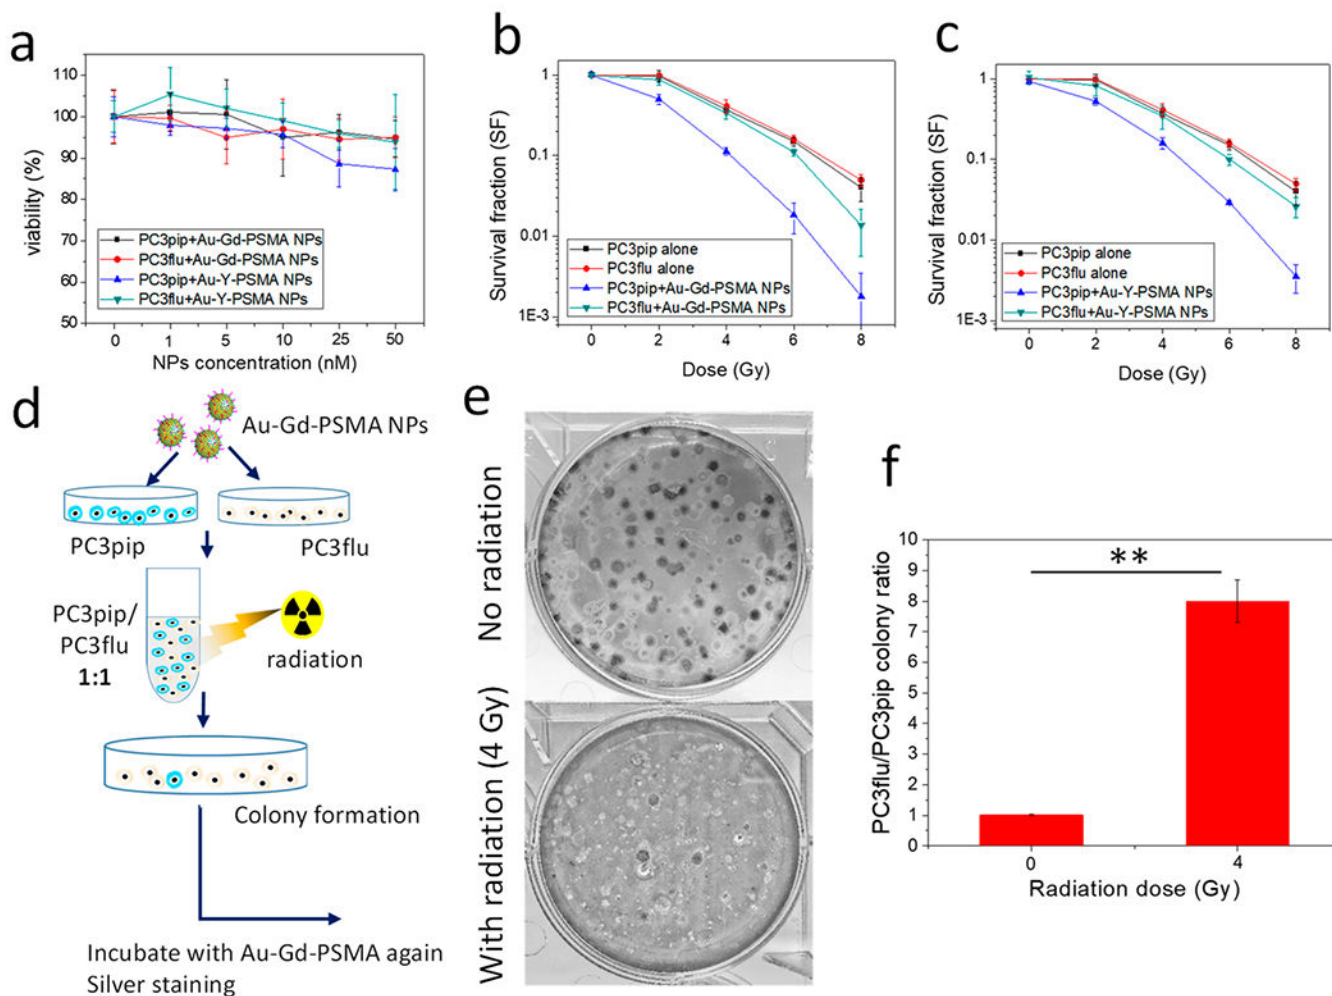 a
110
100
90
80
70
60
50
viability (%)
0 1 5 10 25 50
NPs concentration (nM)
PC3pip+Au-Gd-PSMA NPs
PC3flu+Au-Gd-PSMA NPs
PC3pip+Au-Y-PSMA NPs
PC3flu+Au-Y-PSMA NPs
b
1
0.1
0.01
1E-3
Survival fraction (SF)
0 2 4 6 8
Dose (Gy)
PC3pip alone
PC3flu alone
PC3pip+Au-Gd-PSMA NPs
PC3flu+Au-Gd-PSMA NPs
c
1
0.1
0.01
1E-3
Survival fraction (SF)
0 2 4 6 8
Dose (Gy)
PC3pip alone
PC3flu alone
PC3pip+Au-Y-PSMA NPs
PC3flu+Au-Y-PSMA NPs
d
Au-Gd-PSMA NPs
PC3pip
PC3flu
PC3pip/
PC3flu
1:1
radiation
Colony formation
Incubate with Au-Gd-PSMA again
Silver staining
e
No radiation
With radiation (4 Gy)
f
10
9
8
7
6
5
4
3
2
1
0
PC3flu/PC3pip colony ratio
**
0 4
Radiation dose (Gy)